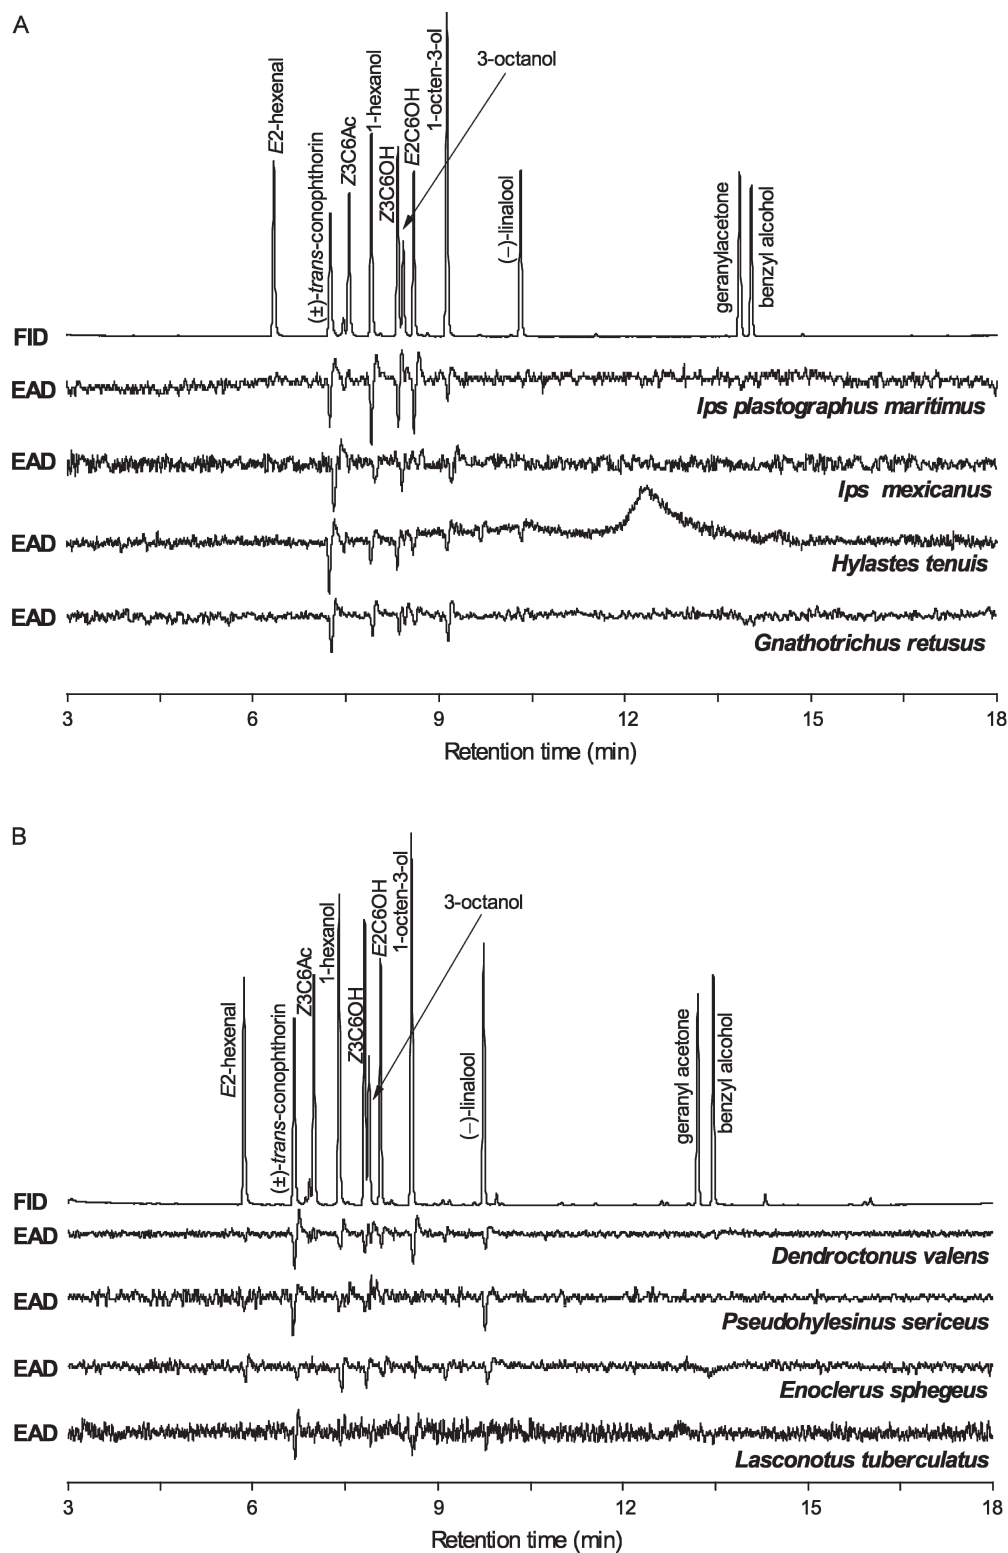 A
E2-hexenal
(±)-trans-conophthorin
Z3C6Ac
1-hexanol
Z3C6OH
3-octanol
E2C6OH
1-octen-3-ol
(−)-linalool
geranylacetone
benzyl alcohol
FID
EAD
Ips plastographus maritimus
EAD
Ips mexicanus
EAD
Hylastes tenuis
EAD
Gnathotrichus retusus
3 6 9 12 15 18
Retention time (min)
B
E2-hexenal
(±)-trans-conophthorin
Z3C6Ac
1-hexanol
Z3C6OH
3-octanol
E2C6OH
1-octen-3-ol
(−)-linalool
geranyl acetone
benzyl alcohol
FID
EAD
Dendroctonus valens
EAD
Pseudohylesinus sericeus
EAD
Enoclerus sphegeus
EAD
Lasconotus tuberculatus
3 6 9 12 15 18
Retention time (min)